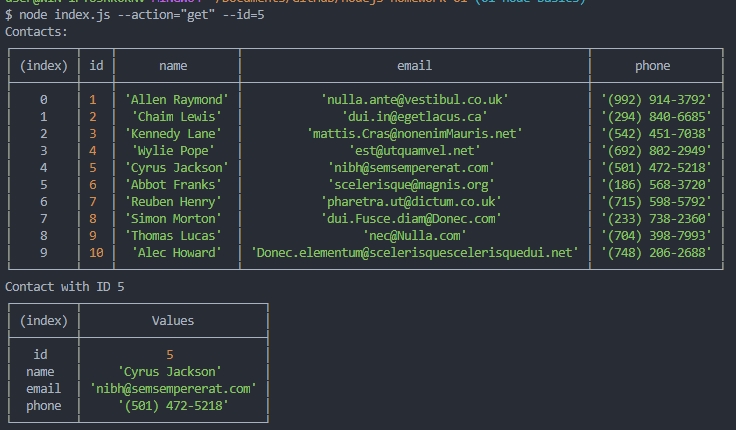 $ node index.js --action="get" --id=5
Contacts:
(index) id name email phone
0 1 'Allen Raymond' 'nulla.ante@vestibul.co.uk' '(992) 914-3792'
1 2 'Chaim Lewis' 'dui.in@egetlacus.ca' '(294) 840-6685'
2 3 'Kennedy Lane' 'mattis.Cras@nonenimMauris.net' '(542) 451-7038'
3 4 'Wylie Pope' 'est@utquamvel.net' '(692) 802-2949'
4 5 'Cyrus Jackson' 'nibh@semsempererat.com' '(501) 472-5218'
5 6 'Abbot Franks' 'scelerisque@magnis.org' '(186) 568-3720'
6 7 'Reuben Henry' 'pharetra.ut@dictum.co.uk' '(715) 598-5792'
7 8 'Simon Morton' 'dui.Fusce.diam@Donec.com' '(233) 738-2360'
8 9 'Thomas Lucas' 'nec@Nulla.com' '(704) 398-7993'
9 10 'Alec Howard' 'Donec.elementum@scelerisquescelerisquedui.net' '(748) 206-2688'
Contact with ID 5
(index) Values
id 5
name 'Cyrus Jackson'
email 'nibh@semsempererat.com'
phone '(501) 472-5218'